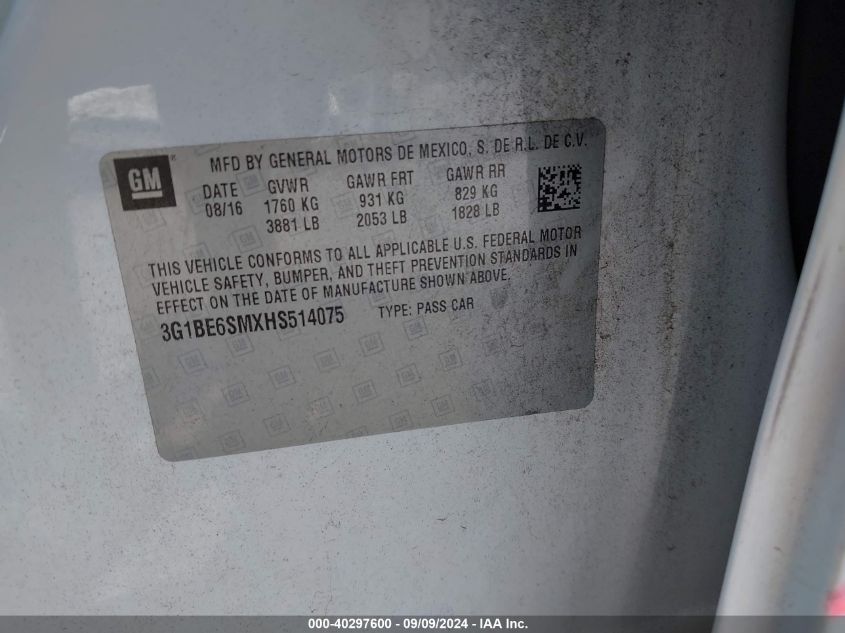 GM
MFD BY GENERAL MOTORS DE MEXICO, S. DE R.L. DE C.V.
DATE GVWR GAWR FRT GAWR RR
08/16 1760 KG 931 KG 829 KG
3881 LB 2053 LB 1828 LB
THIS VEHICLE CONFORMS TO ALL APPLICABLE U.S. FEDERAL MOTOR
VEHICLE SAFETY, BUMPER, AND THEFT PREVENTION STANDARDS IN
EFFECT ON THE DATE OF MANUFACTURE SHOWN ABOVE.
3G1BE6SMXHS514075 TYPE: PASS CAR
000-40297600 - 09/09/2024 - IAA Inc.